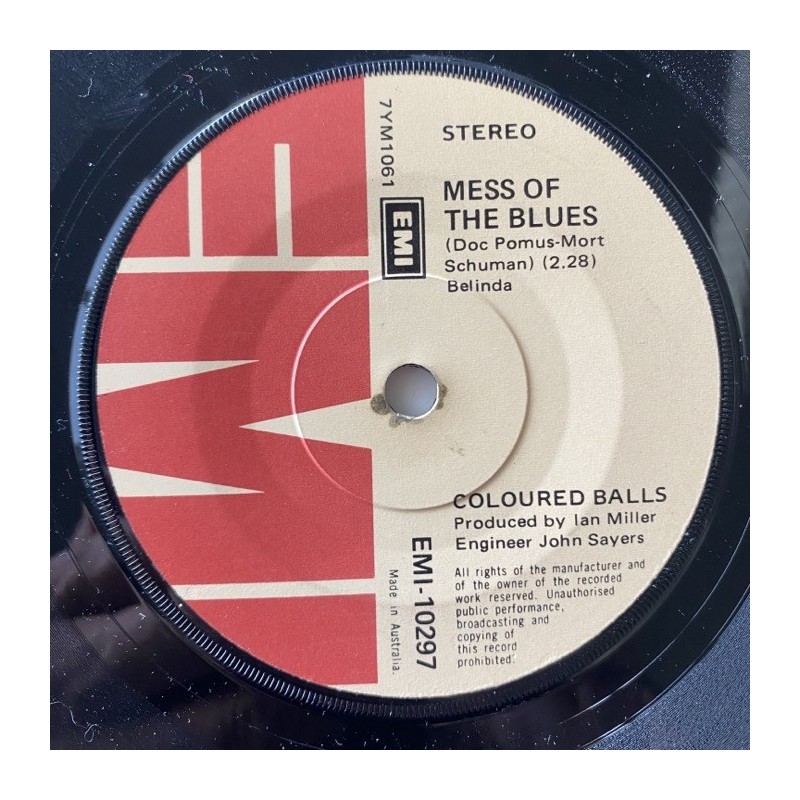 STEREO
7YM1061
EMI
MESS OF
THE BLUES
(Doc Pomus-Mort
Schuman) (2.28)
Belinda
EMI
COLOURED BALLS
Produced by Ian Miller
Engineer John Sayers
EMI-10297
Made in Australia.
All rights of the manufacturer and
of the owner of the recorded
work reserved. Unauthorised
public performance,
broadcasting and
copying of
this record
prohibited.